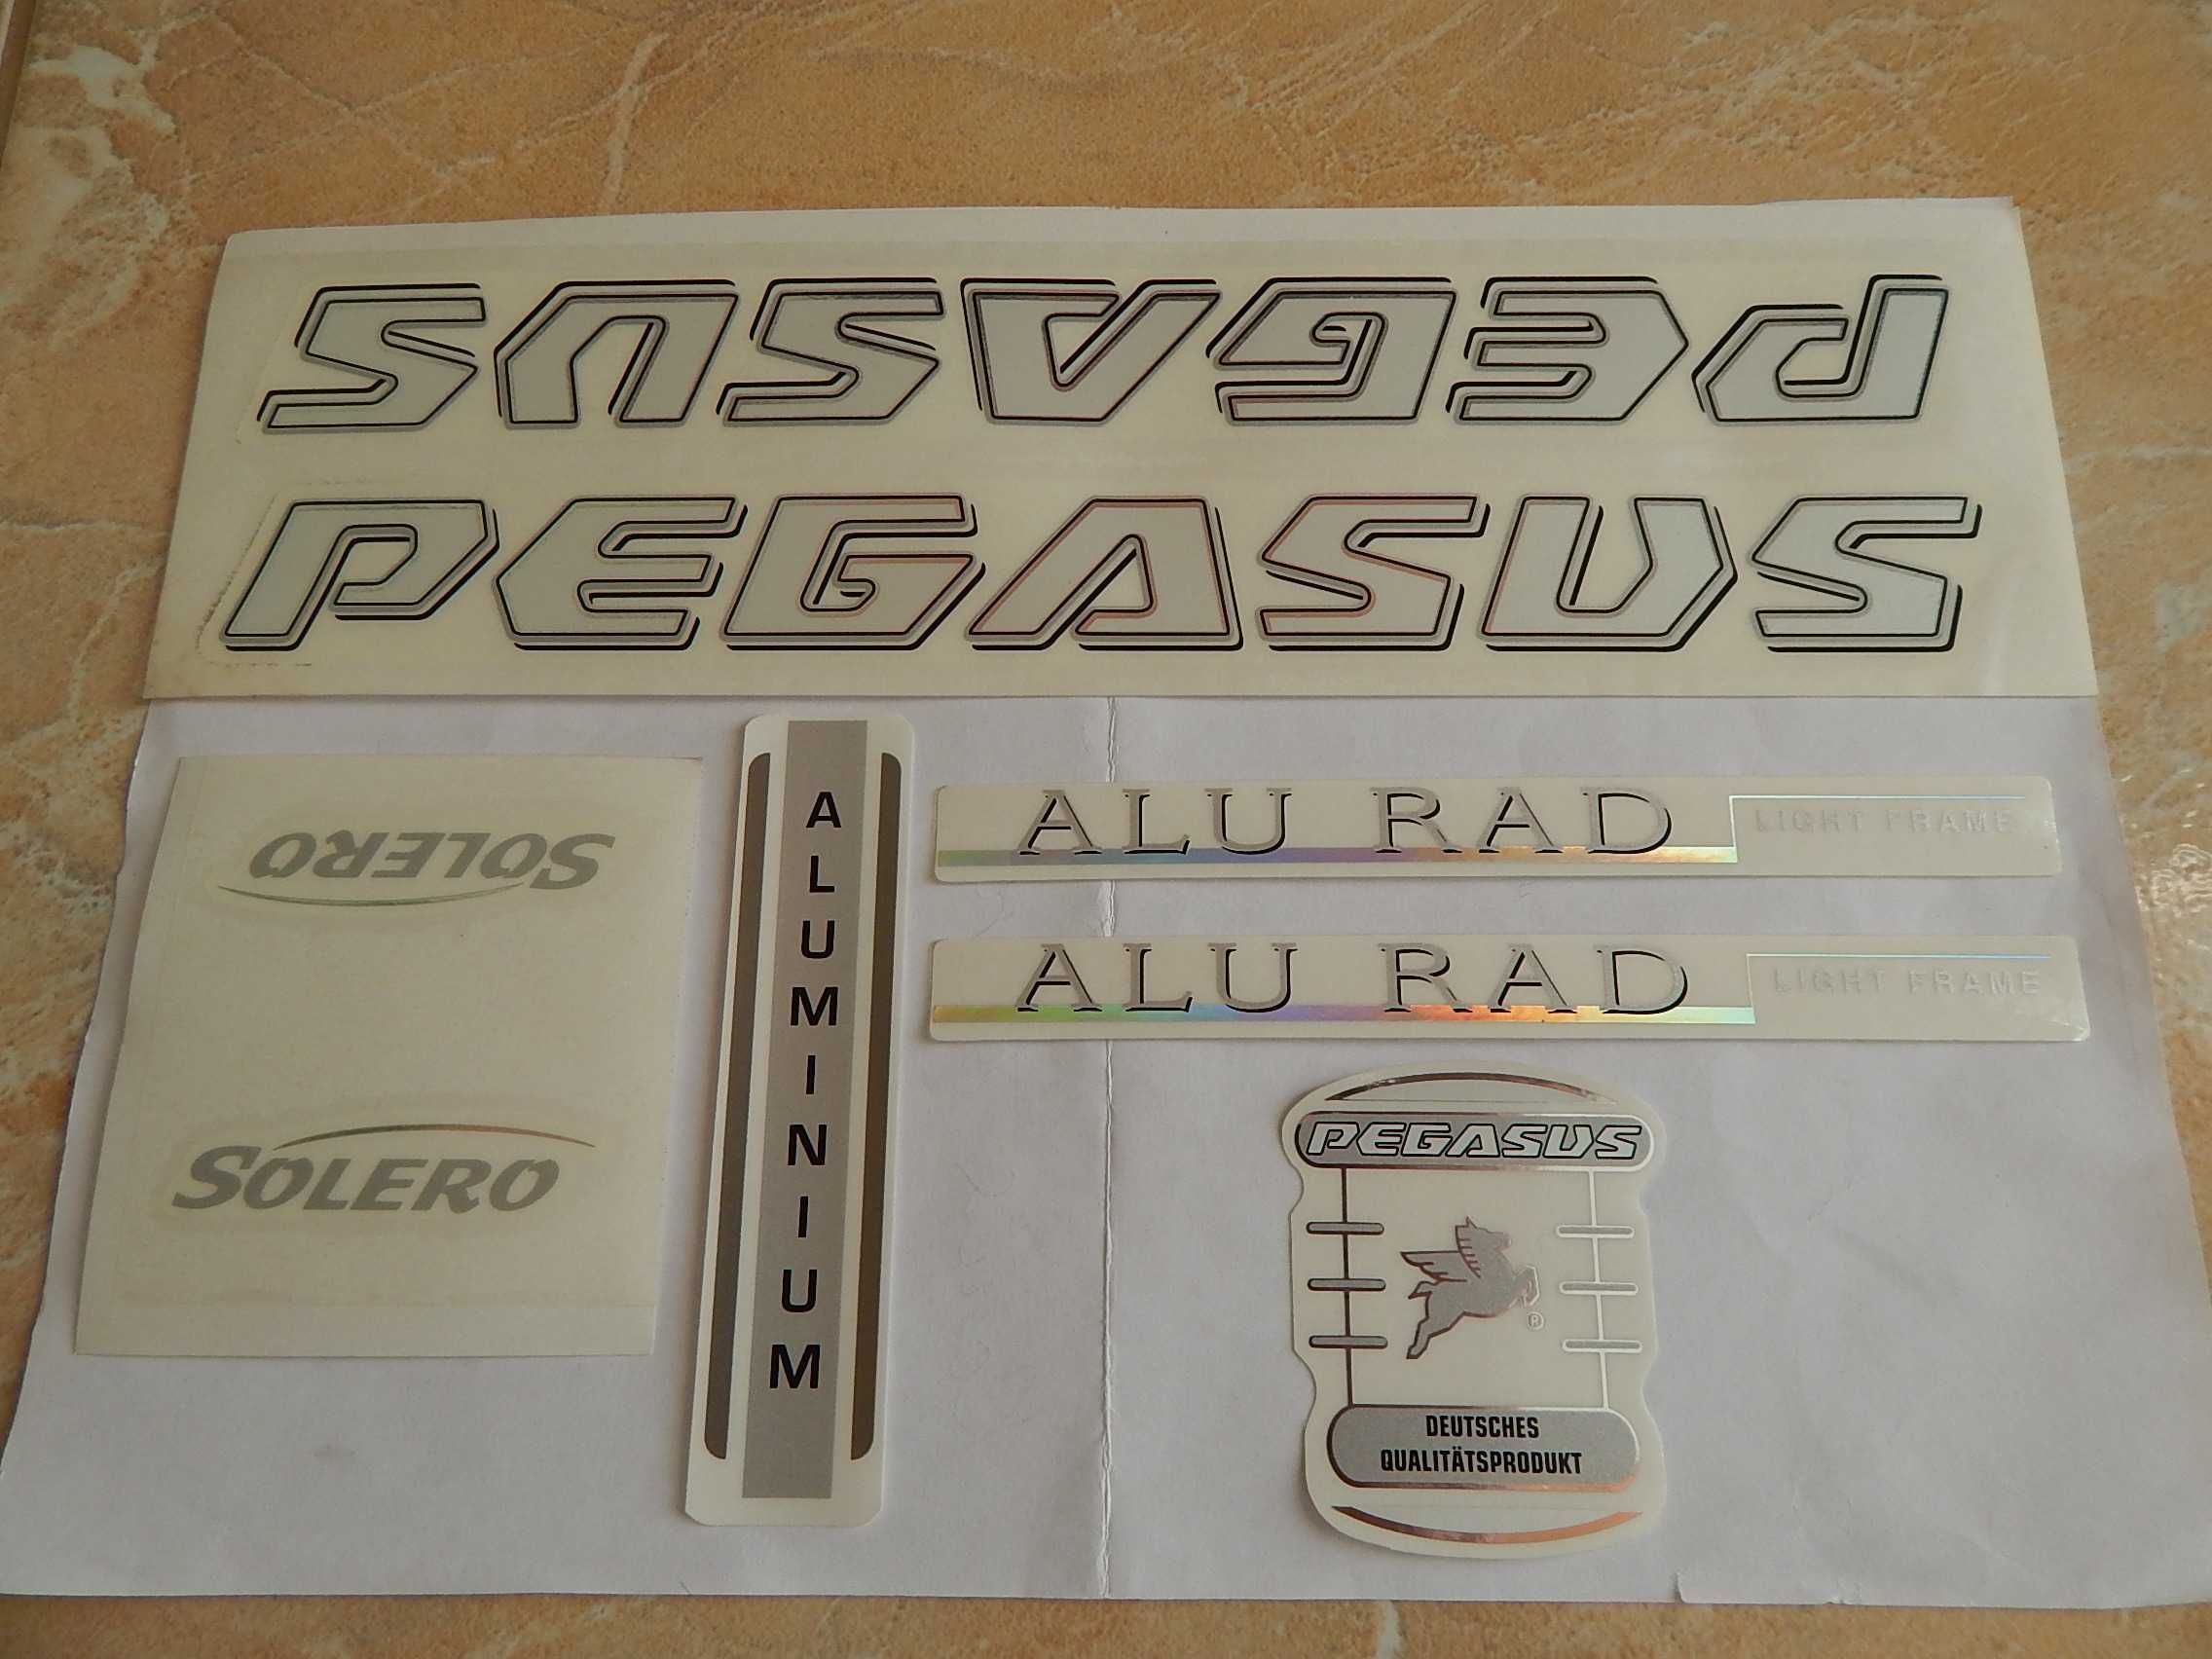 PEGASUS
PEGASUS
SOLERO
SOLERO
ALUMINIUM
ALU RAD LIGHT FRAME
ALU RAD LIGHT FRAME
PEGASUS
®
DEUTSCHES
QUALITÄTSPRODUKT